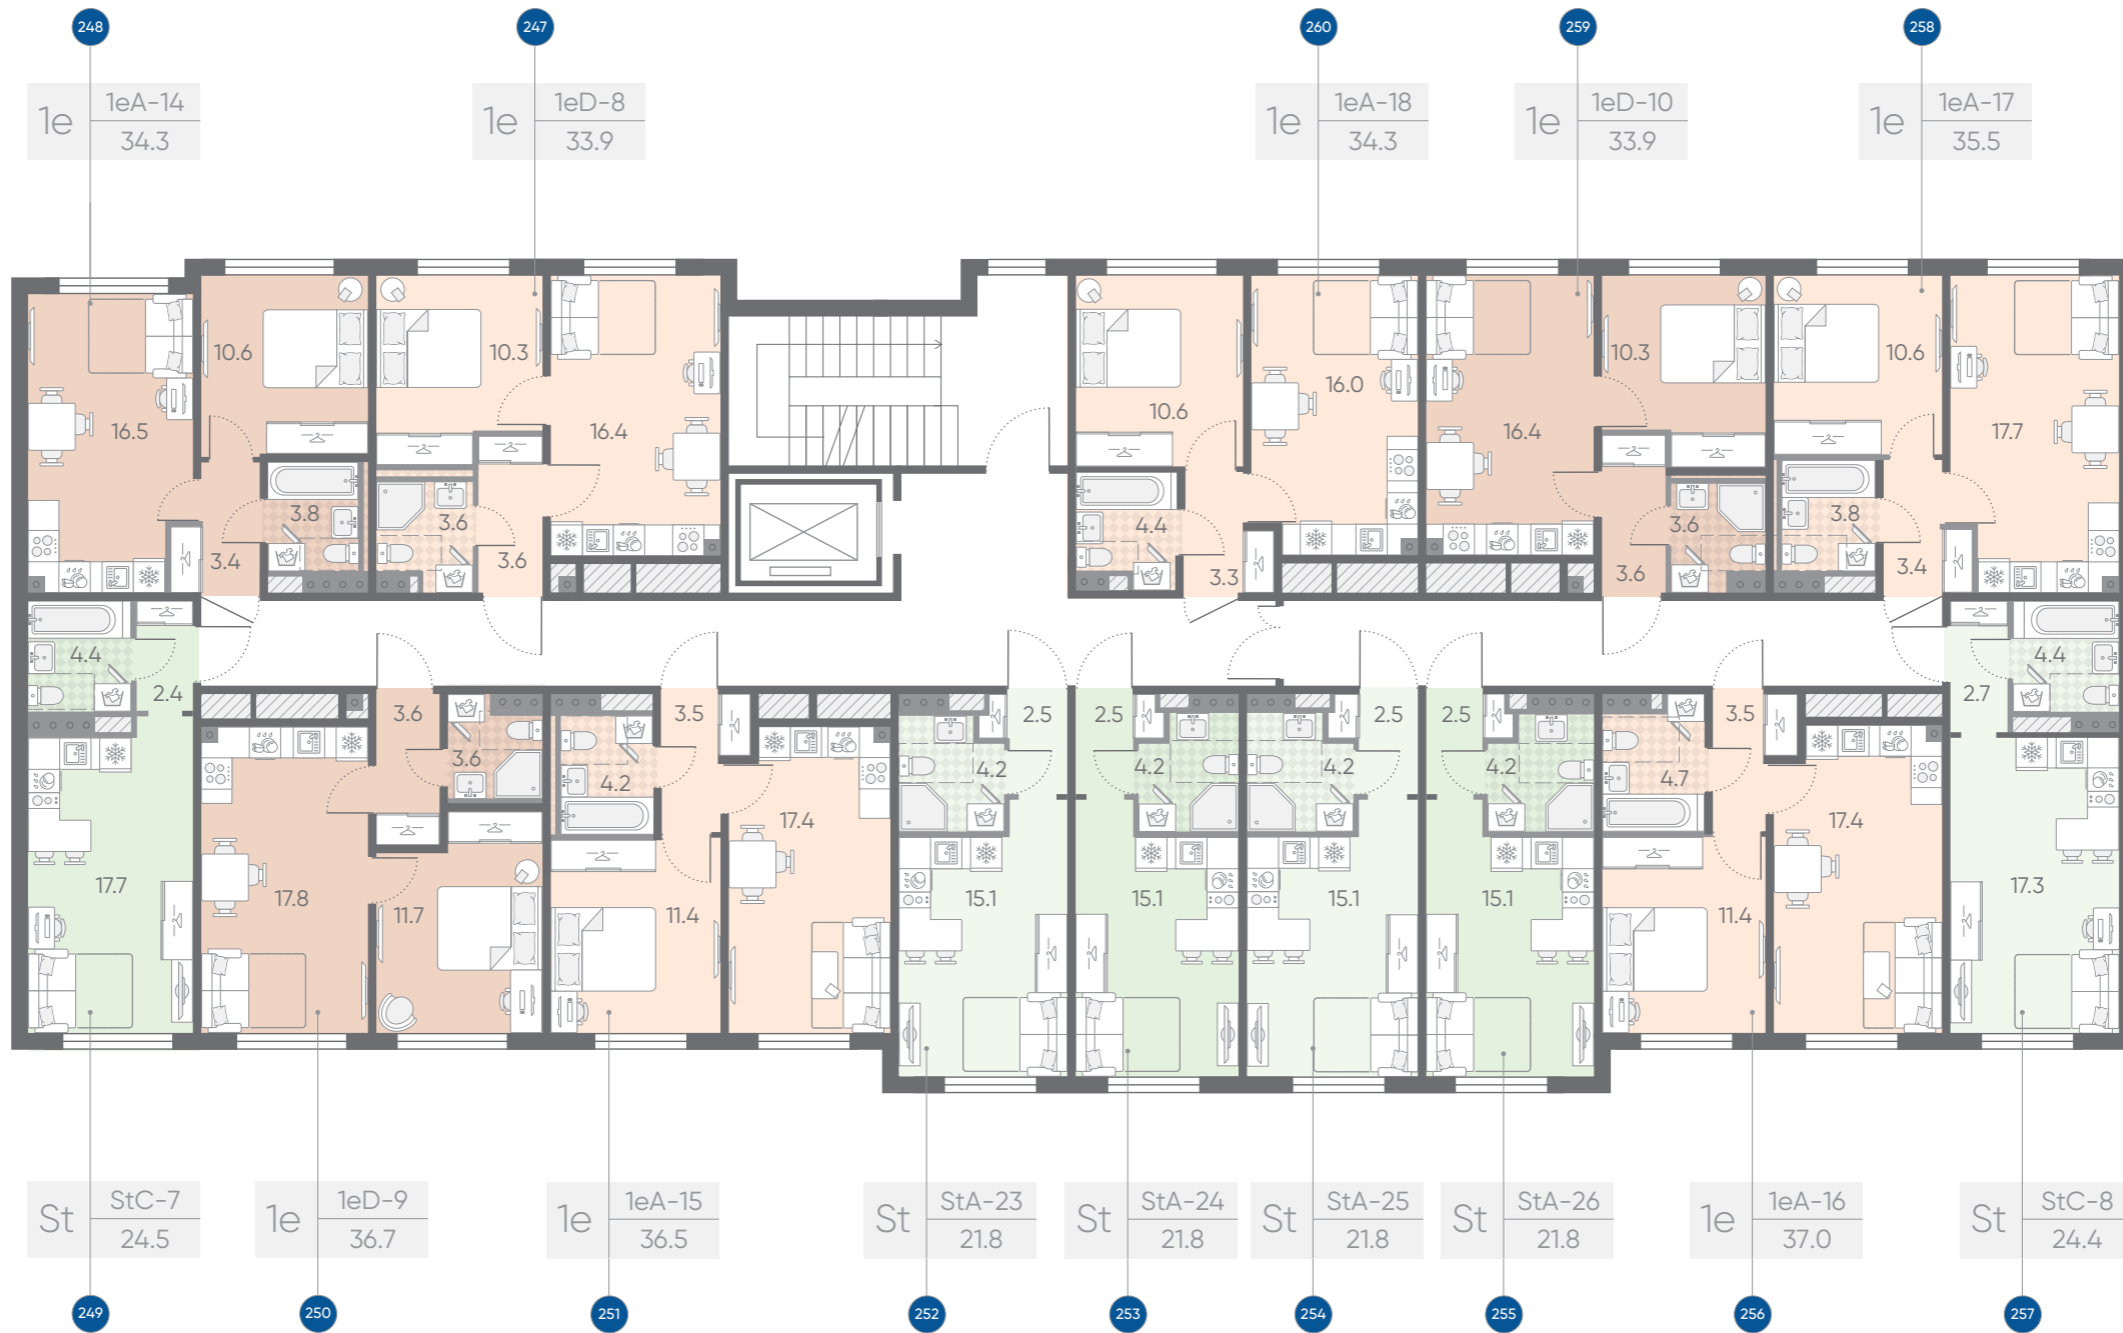 248
247
260
259
258
1e
1eA-14
34.3
1e
1eD-8
33.9
1e
1eA-18
34.3
1e
1eD-10
33.9
1e
1eA-17
35.5
16.5
10.6
3.8
3.4
10.3
16.4
3.6
3.6
10.6
16.0
4.4
3.3
16.4
10.3
3.6
3.6
10.6
17.7
3.8
3.4
4.4
2.4
17.7
3.6
3.6
17.8
11.7
3.5
4.2
17.4
11.4
2.5
4.2
15.1
2.5
4.2
15.1
2.5
4.2
15.1
2.5
4.2
15.1
3.5
4.7
17.4
11.4
4.4
2.7
17.3
St
StC-7
24.5
1e
1eD-9
36.7
1e
1eA-15
36.5
St
StA-23
21.8
St
StA-24
21.8
St
StA-25
21.8
St
StA-26
21.8
1e
1eA-16
37.0
St
StC-8
24.4
249
250
251
252
253
254
255
256
257